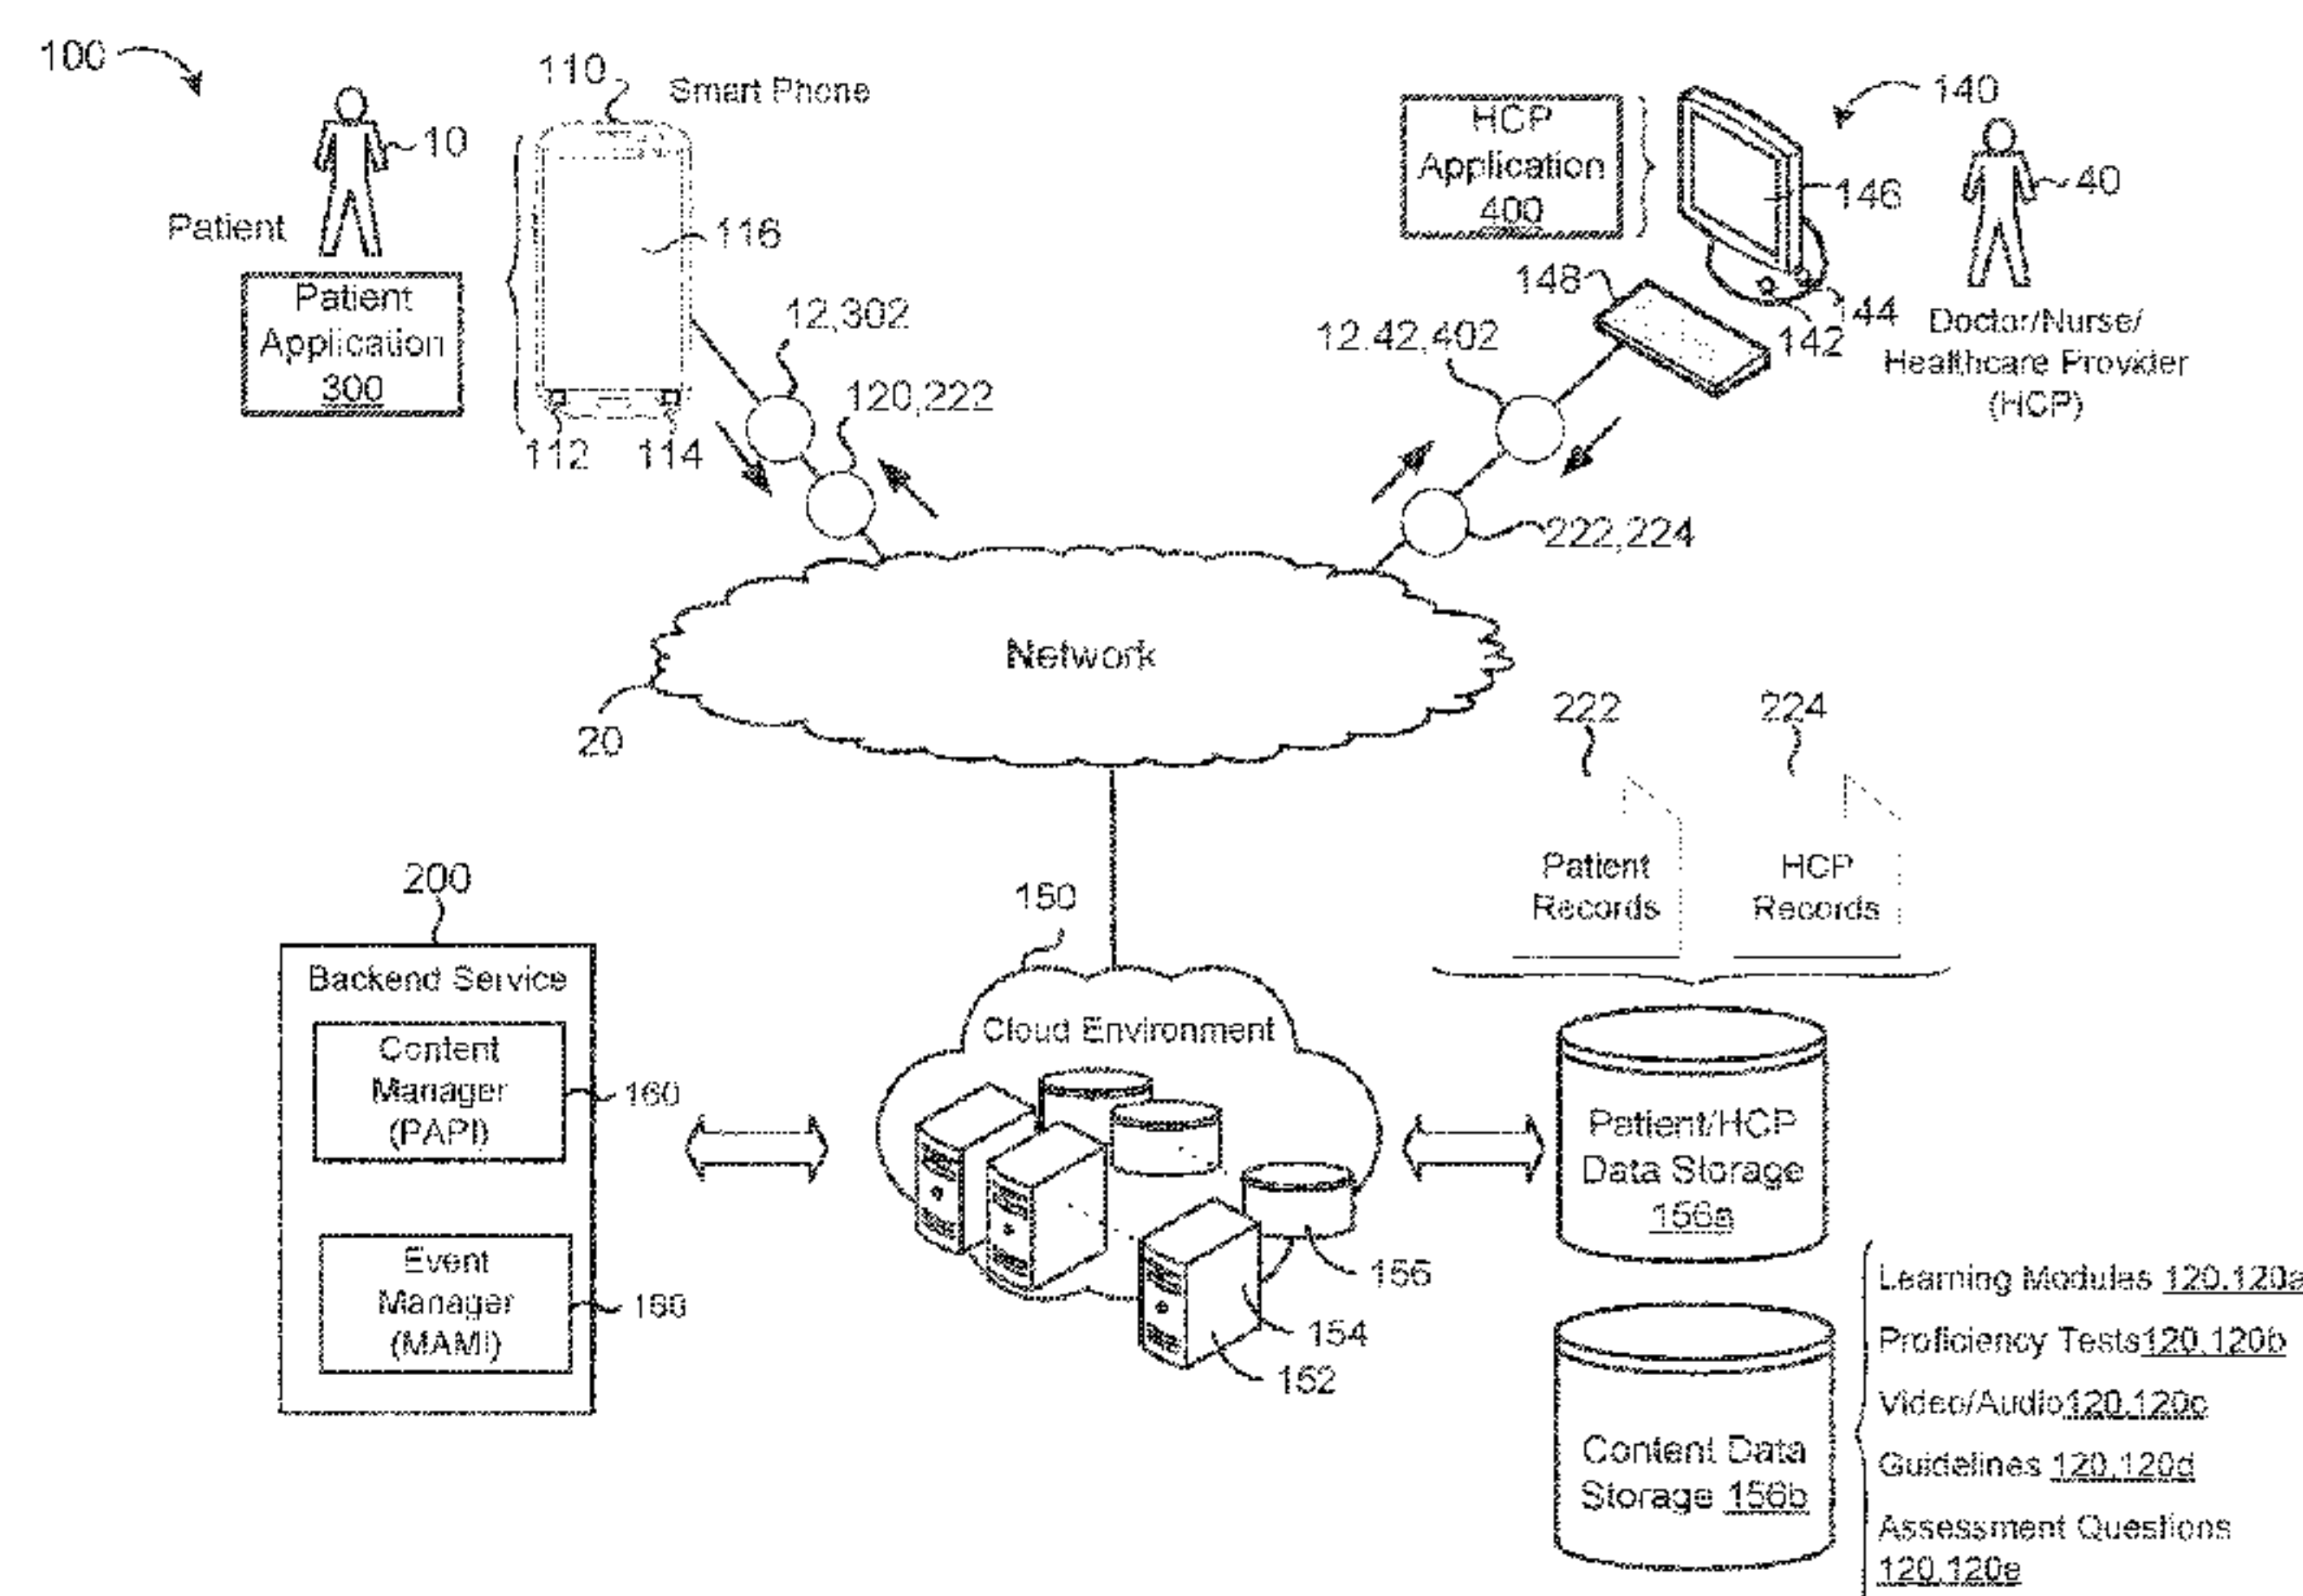 100
10
Patient
Patient
Application
300
110
Smart Phone
116
112
114
12,302
120,222
HCP
Application
400
140
146
40
148
144
142
Doctor/Nurse/
Healthcare Provider
(HCP)
12,42,402
222,224
Network
20
222
224
Patient
Records
HCP
Records
200
Backend Service
Content
Manager
(PAPI)
160
Event
Manager
(MAMI)
150
Cloud Environment
156
154
152
Patient/HCP
Data Storage
156a
Content Data
Storage 156b
Learning Modules 120,120a
Proficiency Tests120,120b
Video/Audio120,120c
Guidelines 120,120d
Assessment Questions
120,120e